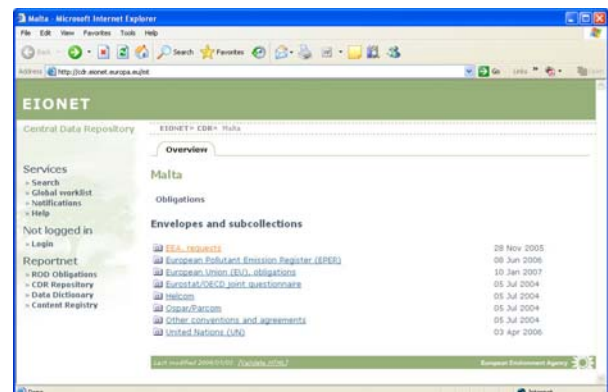 Malta - Microsoft Internet Explorer
File Edit View Favorites Tools Help
Search Favorites
Address http://cdr.eionet.europa.eu/mt Go Links
EIONET
Central Data Repository
EIONET» CDR» Malta
Overview
Services
» Search
» Global worklist
» Notifications
» Help
Not logged in
» Login
Reportnet
» ROD Obligations
» CDR Repository
» Data Dictionary
» Content Registry
Malta
Obligations
Envelopes and subcollections
EEA, requests 28 Nov 2005
European Pollutant Emission Register (EPER) 08 Jun 2006
European Union (EU), obligations 10 Jan 2007
Eurostat/OECD joint questionnaire 05 Jul 2004
Helcom 05 Jul 2004
Ospar/Parcom 05 Jul 2004
Other conventions and agreements 05 Jul 2004
United Nations (UN) 03 Apr 2006
Last modified [Validate HTML]
European Environment Agency
Done
Internet